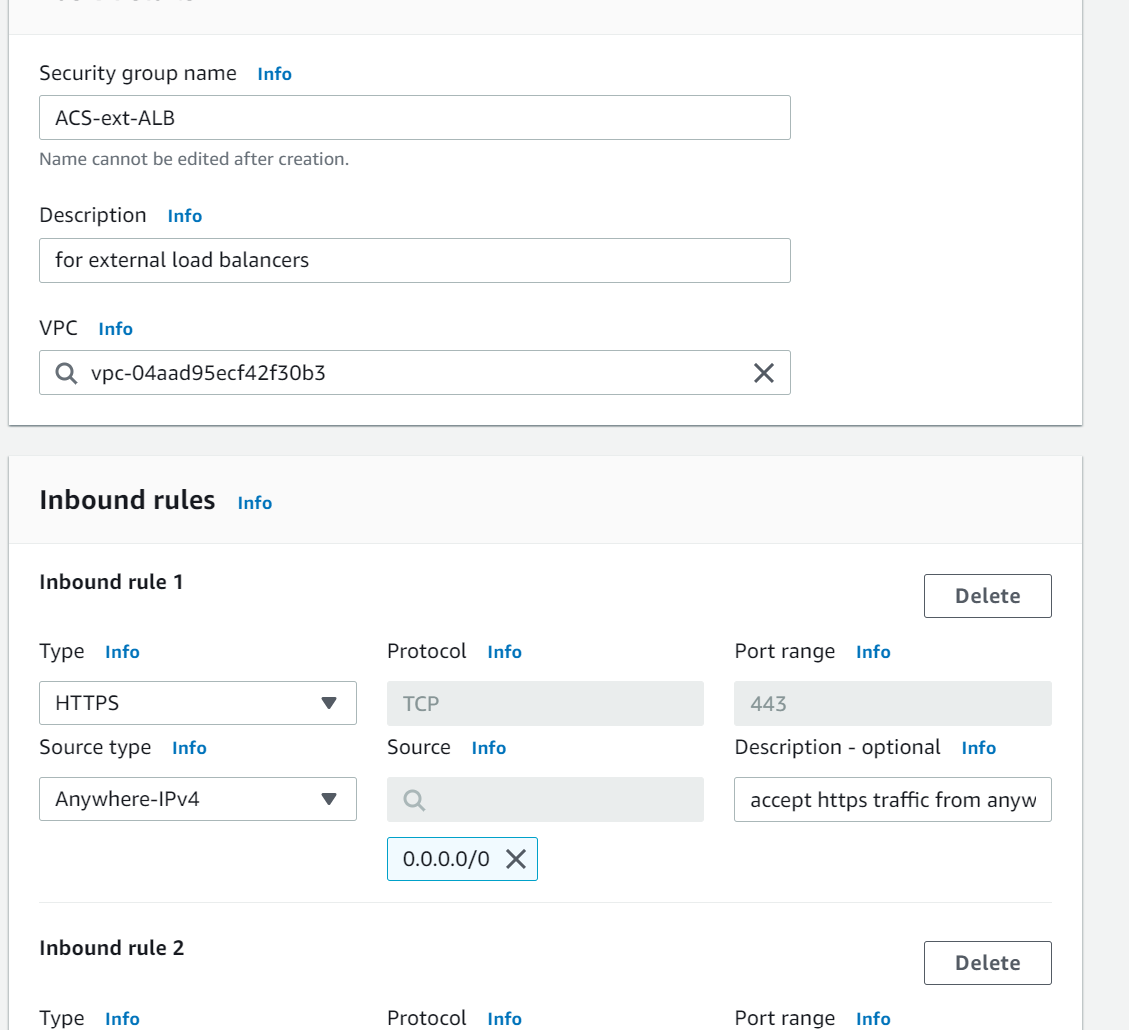 Security group name Info
ACS-ext-ALB
Name cannot be edited after creation.
Description Info
for external load balancers
VPC Info
vpc-04aad95ecf42f30b3
Inbound rules Info
Inbound rule 1
Delete
Type Info Protocol Info Port range Info
HTTPS TCP 443
Source type Info Source Info Description - optional Info
Anywhere-IPv4 accept https traffic from anyw
0.0.0.0/0
Inbound rule 2
Delete
Type Info Protocol Info Port range Info